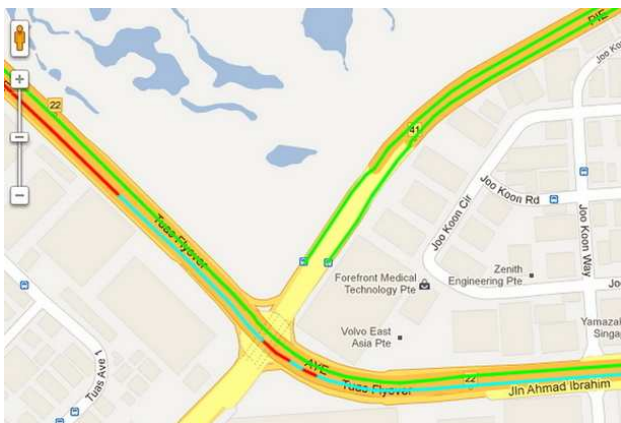 PIE
Joo Koo
22
41
Joo Koon Rd
Joo Koon Cir
Joo Koon Way
Tuas Flyover
Forefront Medical
Technology Pte
Zenith
Engineering Pte
Jo
Volvo East
Asia Pte
Yamazal
Singap
Tuas Ave 1
AYE
Tuas Flyover
22
Jln Ahmad Ibrahim